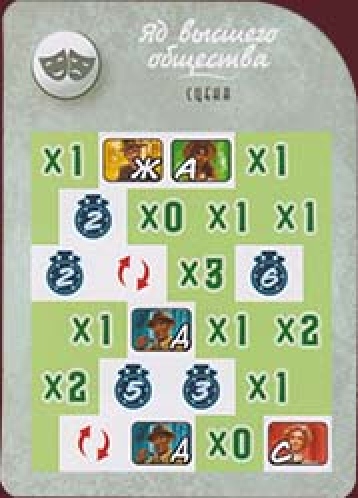 Яд высшего
общества
СЦЕНА
X1 Ж А X1
2 X0 X1 X1
2 X3 6
X1 Д X1 X2
X2 5 3 X1
Д X0 С